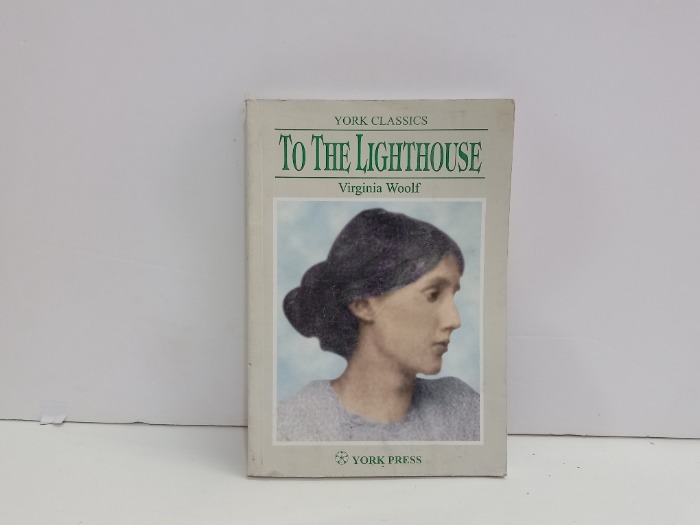 YORK CLASSICS
TO THE LIGHTHOUSE
Virginia Woolf
YORK PRESS